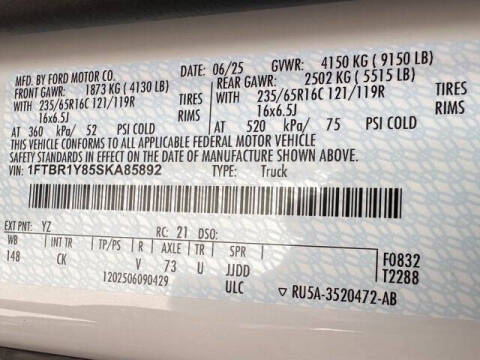 MFD. BY FORD MOTOR CO. DATE: 06/25 GVWR: 4150 KG ( 9150 LB)
FRONT GAWR: 1873 KG ( 4130 LB) REAR GAWR: 2502 KG ( 5515 LB)
WITH 235/65R16C 121/119R TIRES WITH 235/65R16C 121/119R TIRES
16x6.5J RIMS 16x6.5J RIMS
AT 360 kPa/ 52 PSI COLD AT 520 kPa/ 75 PSI COLD
THIS VEHICLE CONFORMS TO ALL APPLICABLE FEDERAL MOTOR VEHICLE
SAFETY STANDARDS IN EFFECT ON THE DATE OF MANUFACTURE SHOWN ABOVE.
VIN: 1FTBR1Y85SKA85892 TYPE: Truck
EXT PNT: YZ RC: 21 DSO:
WB INT TR TP/PS R AXLE TR SPR F0832
148 CK V 73 U JJDD T2288
1202506090429 ULC ▽ RU5A-3520472-AB